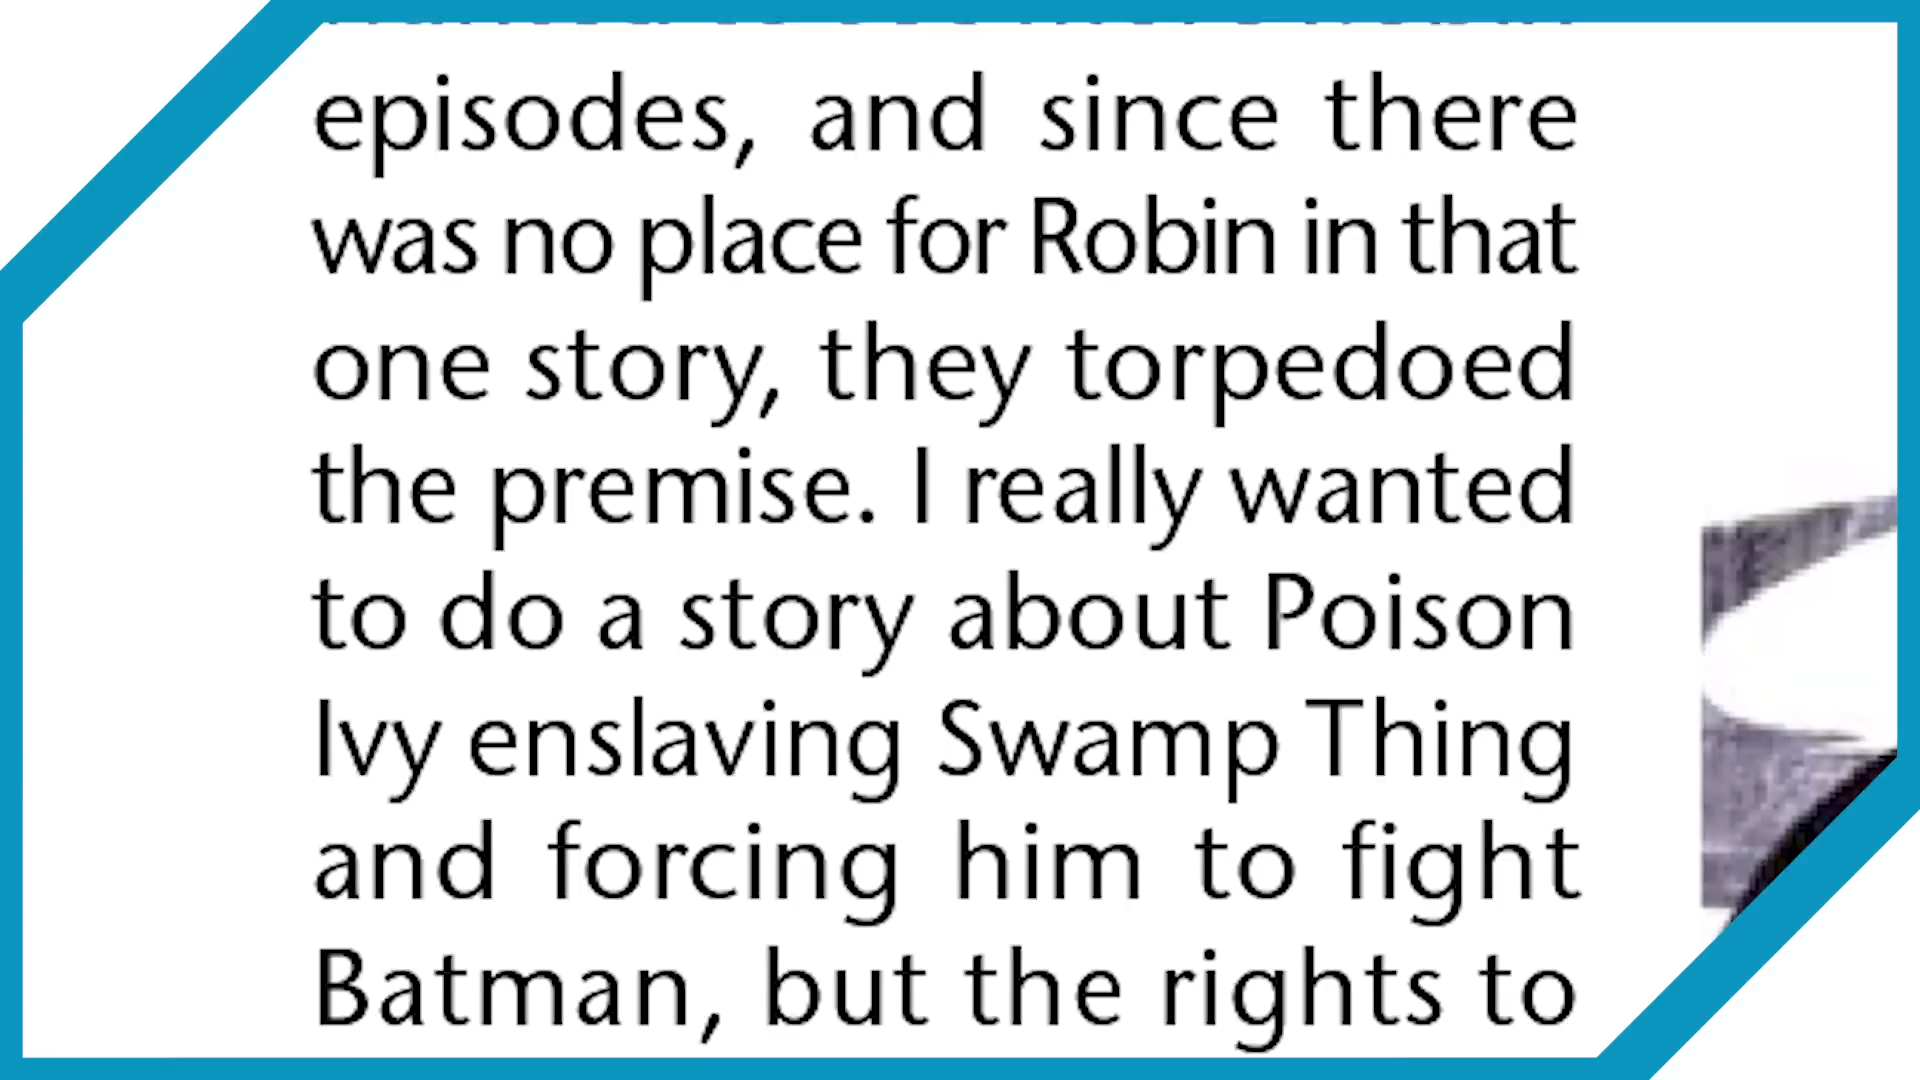 episodes, and since there
was no place for Robin in that
one story, they torpedoed
the premise. I really wanted
to do a story about Poison
Ivy enslaving Swamp Thing
and forcing him to fight
Batman, but the rights to